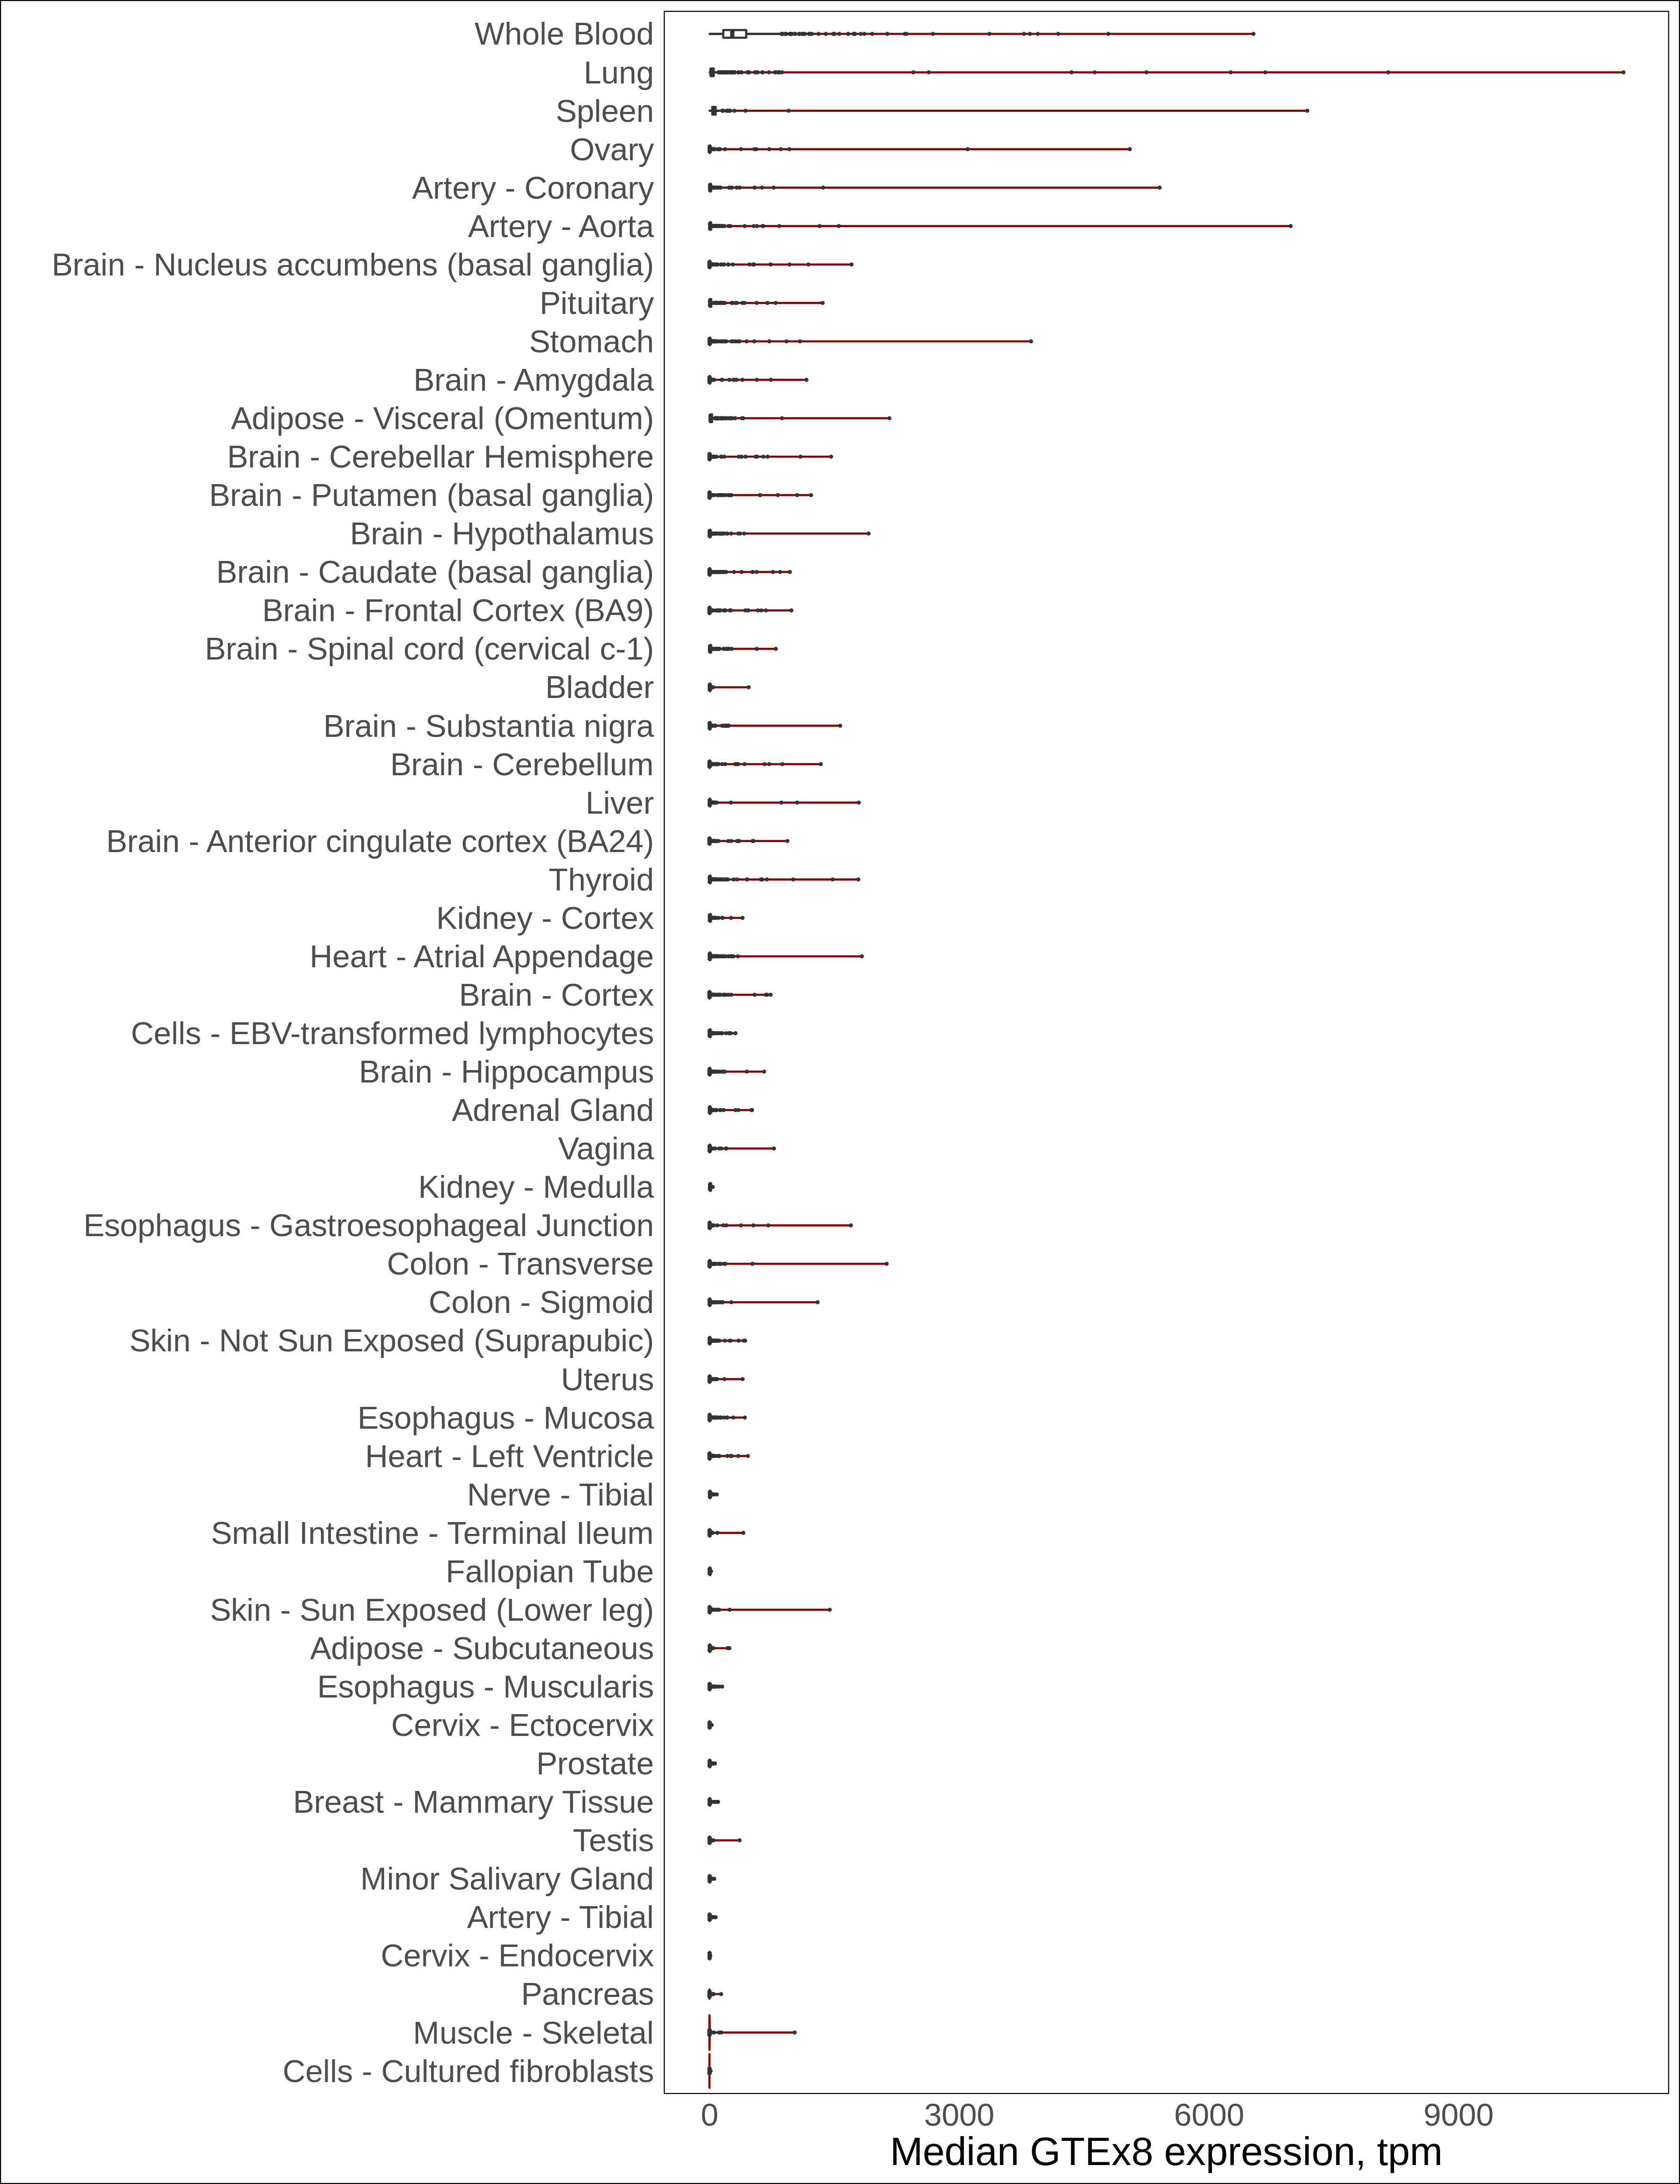 Whole Blood
Lung
Spleen
Ovary
Artery - Coronary
Artery - Aorta
Brain - Nucleus accumbens (basal ganglia)
Pituitary
Stomach
Brain - Amygdala
Adipose - Visceral (Omentum)
Brain - Cerebellar Hemisphere
Brain - Putamen (basal ganglia)
Brain - Hypothalamus
Brain - Caudate (basal ganglia)
Brain - Frontal Cortex (BA9)
Brain - Spinal cord (cervical c-1)
Bladder
Brain - Substantia nigra
Brain - Cerebellum
Liver
Brain - Anterior cingulate cortex (BA24)
Thyroid
Kidney - Cortex
Heart - Atrial Appendage
Brain - Cortex
Cells - EBV-transformed lymphocytes
Brain - Hippocampus
Adrenal Gland
Vagina
Kidney - Medulla
Esophagus - Gastroesophageal Junction
Colon - Transverse
Colon - Sigmoid
Skin - Not Sun Exposed (Suprapubic)
Uterus
Esophagus - Mucosa
Heart - Left Ventricle
Nerve - Tibial
Small Intestine - Terminal Ileum
Fallopian Tube
Skin - Sun Exposed (Lower leg)
Adipose - Subcutaneous
Esophagus - Muscularis
Cervix - Ectocervix
Prostate
Breast - Mammary Tissue
Testis
Minor Salivary Gland
Artery - Tibial
Cervix - Endocervix
Pancreas
Muscle - Skeletal
Cells - Cultured fibroblasts
0 3000 6000 9000
Median GTEx8 expression, tpm